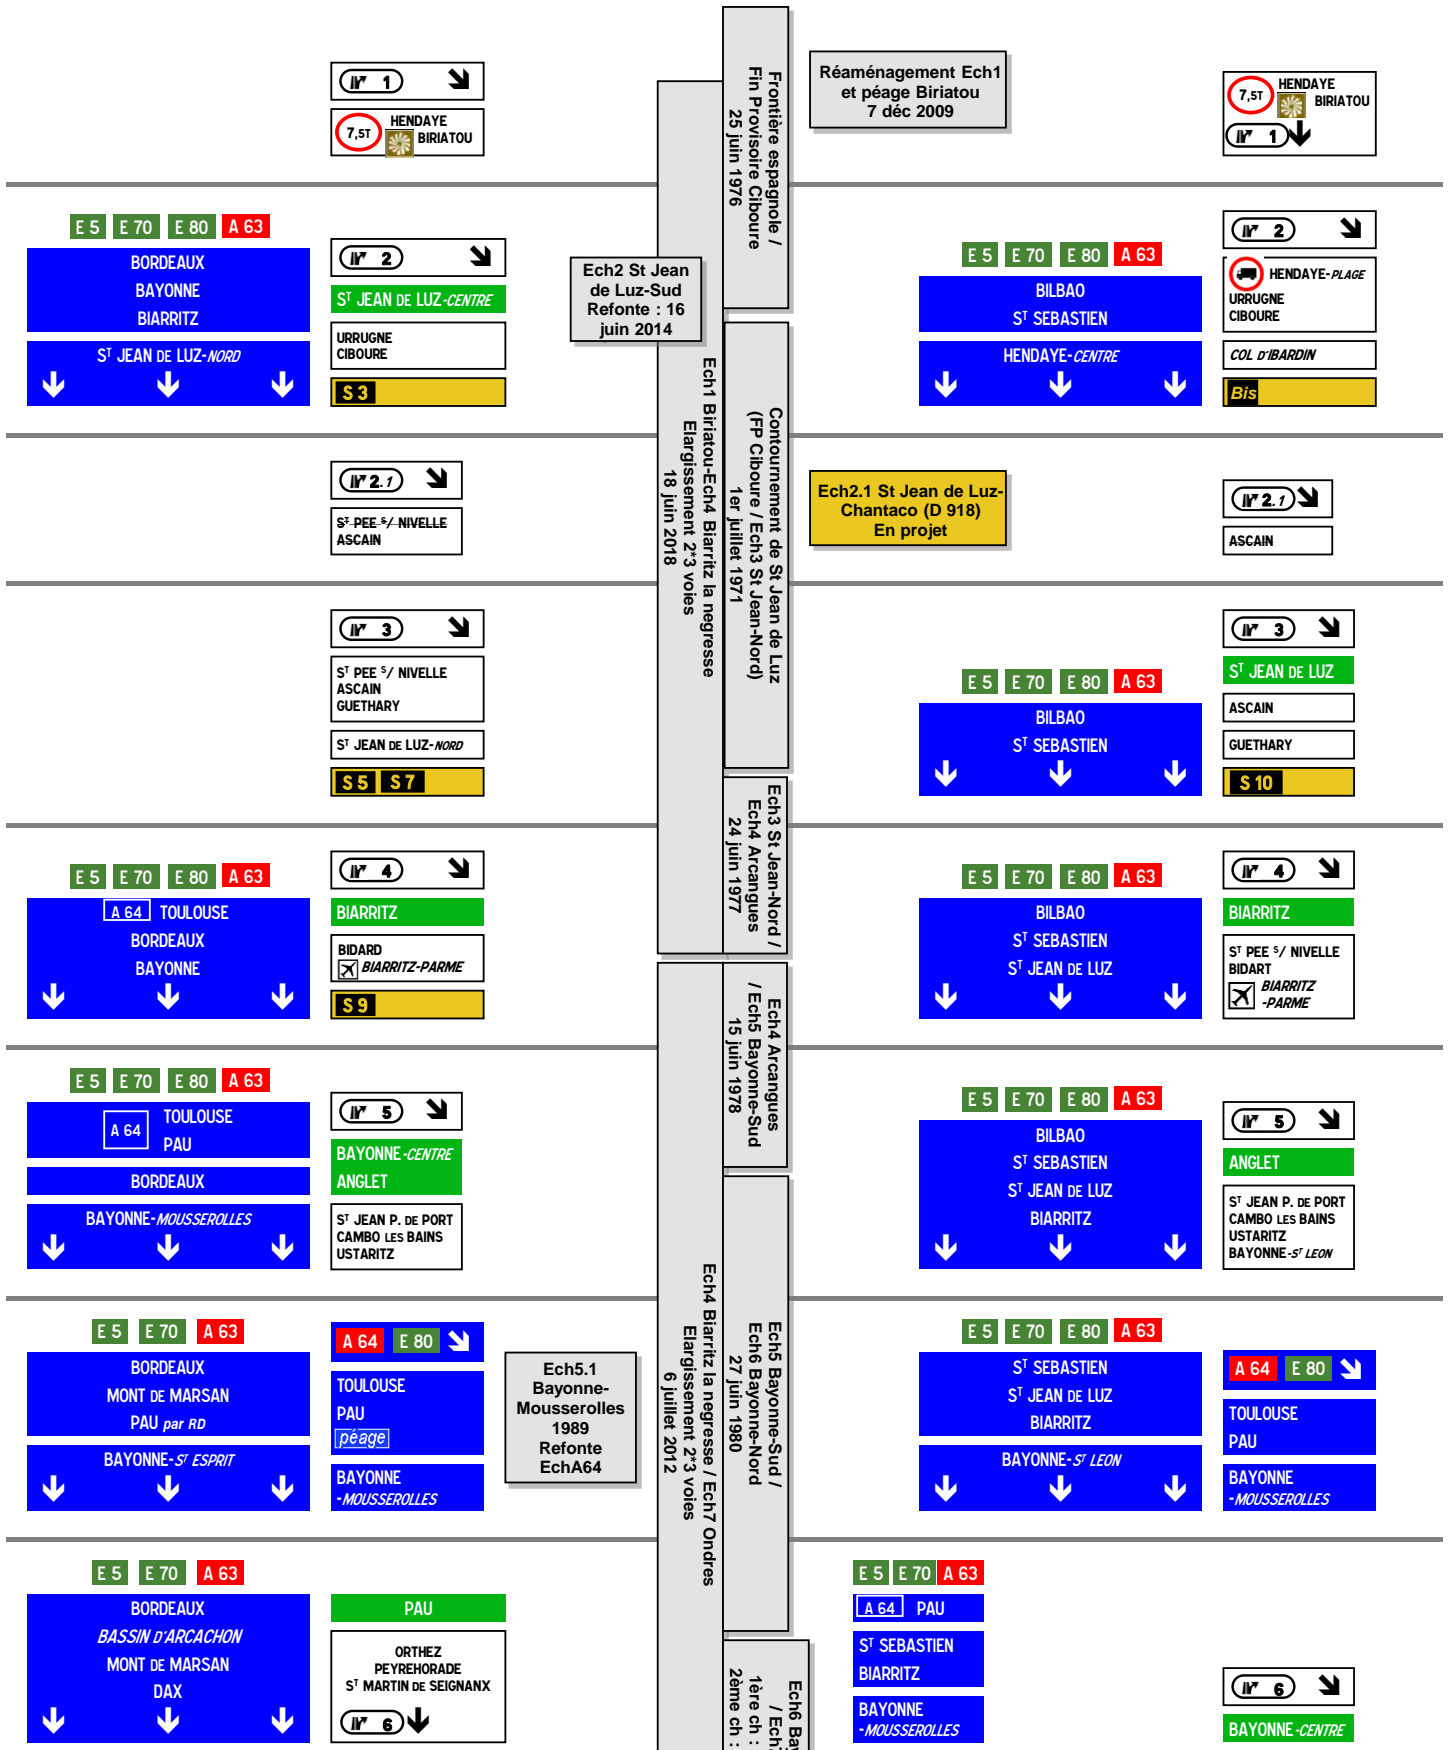 1
7,5T
HENDAYE
BIRIATOU
Frontière espagnole /
Fin Provisoire Ciboure
25 juin 1976
Réaménagement Ech1
et péage Biriatou
7 déc 2009
7,5T
HENDAYE
BIRIATOU
1
E 5 E 70 E 80 A 63
BORDEAUX
BAYONNE
BIARRITZ
ST JEAN DE LUZ-NORD
2
ST JEAN DE LUZ-CENTRE
URRUGNE
CIBOURE
S 3
Ech2 St Jean
de Luz-Sud
Refonte : 16
juin 2014
E 5 E 70 E 80 A 63
BILBAO
ST SEBASTIEN
HENDAYE-CENTRE
2
HENDAYE-PLAGE
URRUGNE
CIBOURE
COL D'IBARDIN
Bis
Ech1 Biriatou-Ech4 Biarritz la negresse
Elargissement 2*3 voies
18 juin 2018
Contournement de St Jean de Luz
(FP Ciboure / Ech3 St Jean-Nord)
1er juillet 1971
2.1
ST PEE S/ NIVELLE
ASCAIN
Ech2.1 St Jean de Luz-
Chantaco (D 918)
En projet
2.1
ASCAIN
3
ST PEE S/ NIVELLE
ASCAIN
GUETHARY
ST JEAN DE LUZ-NORD
S 5 S 7
E 5 E 70 E 80 A 63
BILBAO
ST SEBASTIEN
3
ST JEAN DE LUZ
ASCAIN
GUETHARY
S 10
Ech3 St Jean-Nord /
Ech4 Arcangues
24 juin 1977
E 5 E 70 E 80 A 63
A 64 TOULOUSE
BORDEAUX
BAYONNE
4
BIARRITZ
BIDARD
BIARRITZ-PARME
S 9
E 5 E 70 E 80 A 63
BILBAO
ST SEBASTIEN
ST JEAN DE LUZ
4
BIARRITZ
ST PEE S/ NIVELLE
BIDART
BIARRITZ
-PARME
Ech4 Arcangues
/ Ech5 Bayonne-Sud
15 juin 1978
E 5 E 70 E 80 A 63
A 64
TOULOUSE
PAU
BORDEAUX
BAYONNE-MOUSSEROLLES
5
BAYONNE-CENTRE
ANGLET
ST JEAN P. DE PORT
CAMBO LES BAINS
USTARITZ
E 5 E 70 E 80 A 63
BILBAO
ST SEBASTIEN
ST JEAN DE LUZ
BIARRITZ
5
ANGLET
ST JEAN P. DE PORT
CAMBO LES BAINS
USTARITZ
BAYONNE-ST LEON
Ech4 Biarritz la negresse / Ech7 Ondres
Elargissement 2*3 voies
6 juillet 2012
Ech5 Bayonne-Sud /
Ech6 Bayonne-Nord
27 juin 1980
E 5 E 70 A 63
BORDEAUX
MONT DE MARSAN
PAU par RD
BAYONNE-ST ESPRIT
A 64 E 80
TOULOUSE
PAU
péage
BAYONNE
-MOUSSEROLLES
Ech5.1
Bayonne-
Mousserolles
1989
Refonte
EchA64
E 5 E 70 E 80 A 63
ST SEBASTIEN
ST JEAN DE LUZ
BIARRITZ
BAYONNE-ST LEON
A 64 E 80
TOULOUSE
PAU
BAYONNE
-MOUSSEROLLES
E 5 E 70 A 63
BORDEAUX
BASSIN D'ARCACHON
MONT DE MARSAN
DAX
PAU
ORTHEZ
PEYREHORADE
ST MARTIN DE SEIGNANX
6
Ech6 Bay
/ Ech
1ère ch :
2ème ch :
E 5 E 70 A 63
A 64 PAU
ST SEBASTIEN
BIARRITZ
BAYONNE
-MOUSSEROLLES
6
BAYONNE-CENTRE